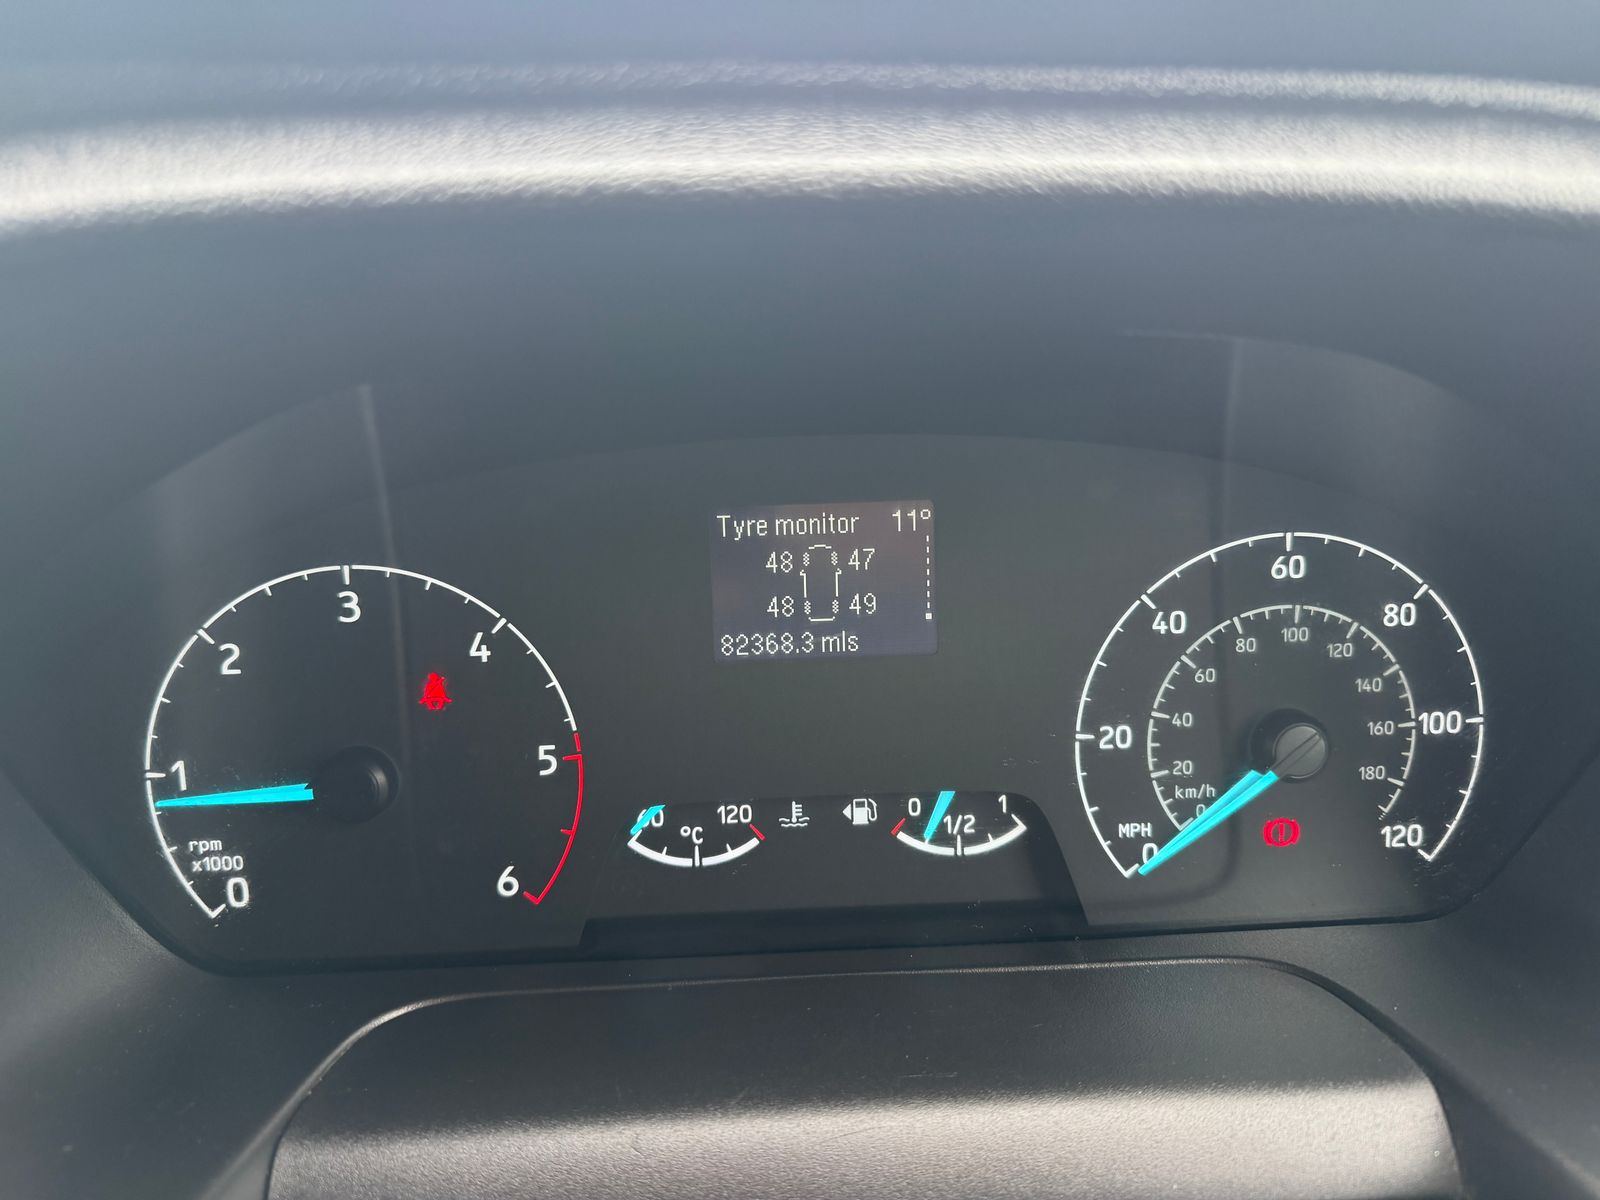 Tyre monitor 11°
48 47
48 49
82368.3 mls
0 1 2 3 4 5 6
rpm
x1000
60 120
°C
0 1/2 1
0 20 40 60 80 100 120
MPH
0 20 40 60 80 100 120 140 160 180
km/h